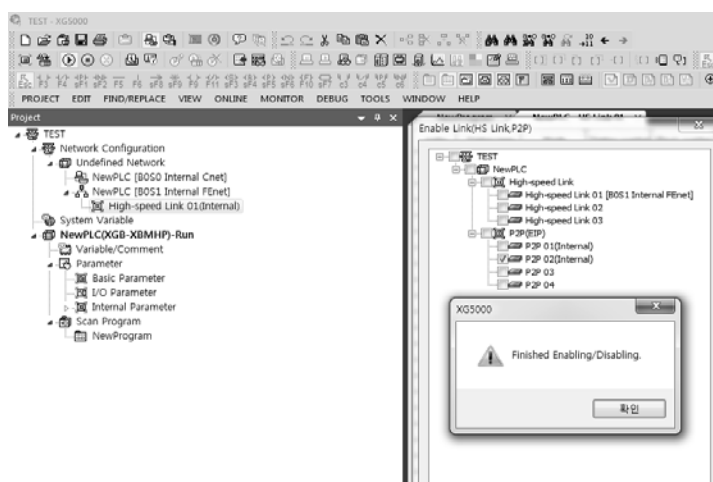 TEST - XG5000
PROJECT EDIT FIND/REPLACE VIEW ONLINE MONITOR DEBUG TOOLS WINDOW HELP
Project
TEST
Network Configuration
Undefined Network
NewPLC [B0S0 Internal Cnet]
NewPLC [B0S1 Internal FEnet]
High-speed Link 01(Internal)
System Variable
NewPLC(XGB-XBMHP)-Run
Variable/Comment
Parameter
Basic Parameter
I/O Parameter
Internal Parameter
Scan Program
NewProgram
Enable Link(HS Link,P2P)
TEST
NewPLC
High-speed Link
High-speed Link 01 [B0S1 Internal FEnet]
High-speed Link 02
High-speed Link 03
P2P(EIP)
P2P 01(Internal)
P2P 02(Internal)
P2P 03
P2P 04
XG5000
Finished Enabling/Disabling.
확인